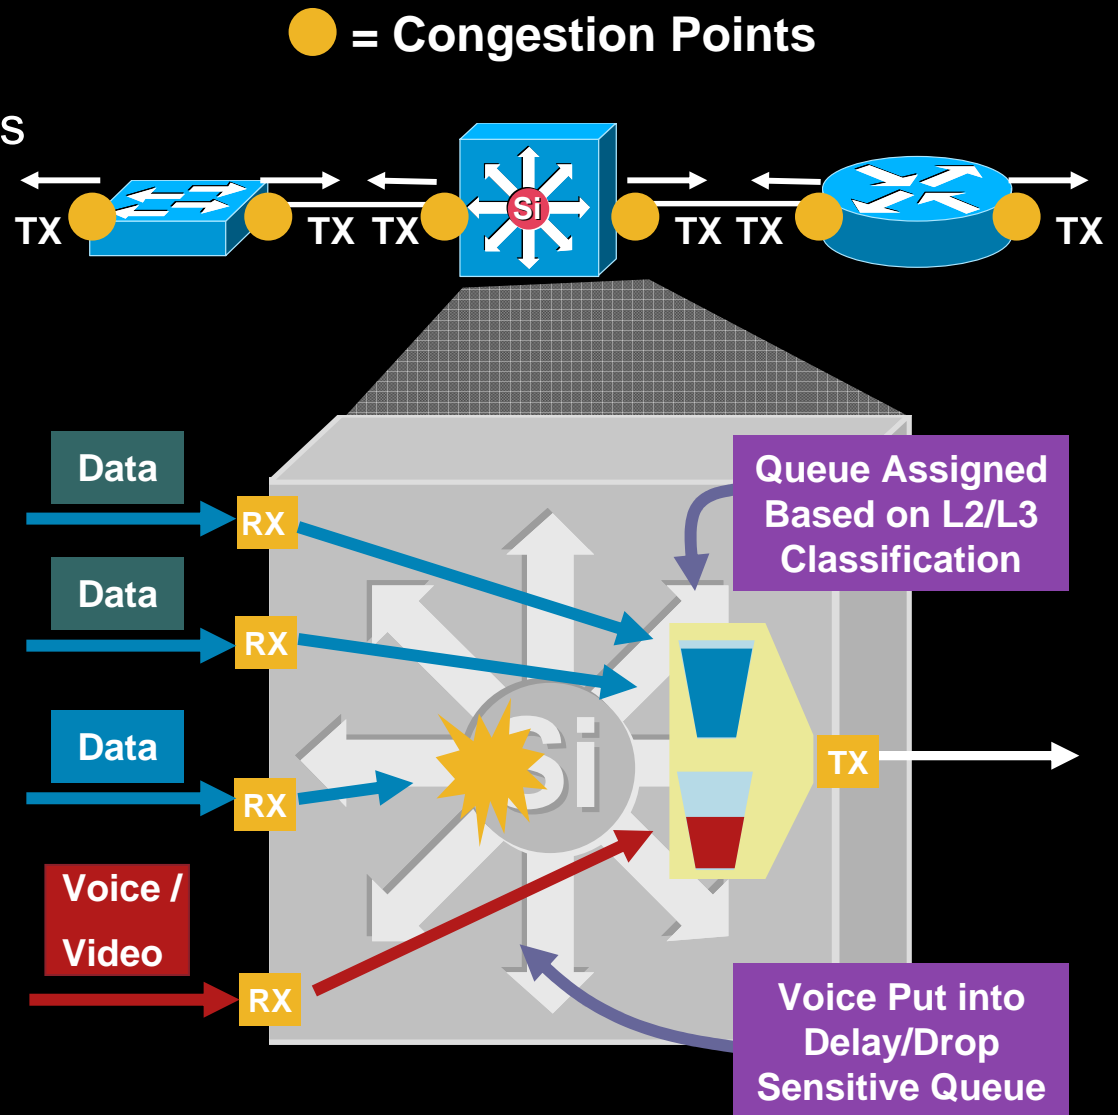 = Congestion Points
s
TX
TX
TX
Si
TX
TX
TX
Data
Queue Assigned
Based on L2/L3
Classification
RX
Data
RX
Data
Si
TX
RX
Voice /
Video
RX
Voice Put into
Delay/Drop
Sensitive Queue